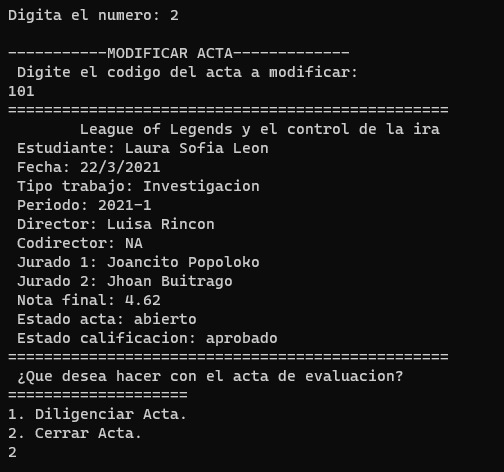 Digita el numero: 2
-----------MODIFICAR ACTA-------------
Digite el codigo del acta a modificar:
101
=================================================
League of Legends y el control de la ira
Estudiante: Laura Sofia Leon
Fecha: 22/3/2021
Tipo trabajo: Investigacion
Periodo: 2021-1
Director: Luisa Rincon
Codirector: NA
Jurado 1: Joancito Popoloko
Jurado 2: Jhoan Buitrago
Nota final: 4.62
Estado acta: abierto
Estado calificacion: aprobado
=================================================
¿Que desea hacer con el acta de evaluacion?
====================
1. Diligenciar Acta.
2. Cerrar Acta.
2